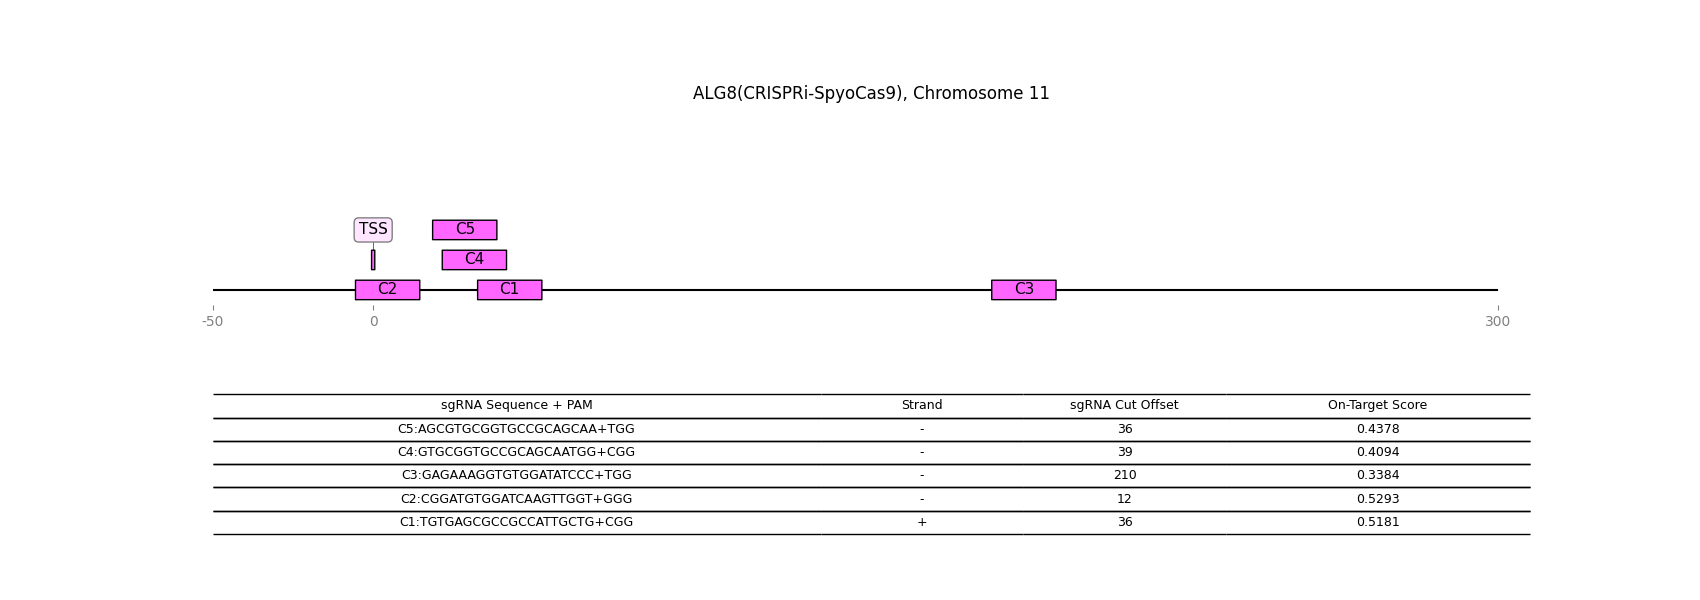 ALG8(CRISPRi-SpyoCas9), Chromosome 11
TSS
C5
C4
C2
C1
C3
-50
0
300
sgRNA Sequence + PAM Strand sgRNA Cut Offset On-Target Score
C5:AGCGTGCGGTGCCGCAGCAA+TGG - 36 0.4378
C4:GTGCGGTGCCGCAGCAATGG+CGG - 39 0.4094
C3:GAGAAAGGTGTGGATATCCC+TGG - 210 0.3384
C2:CGGATGTGGATCAAGTTGGT+GGG - 12 0.5293
C1:TGTGAGCGCCGCCATTGCTG+CGG + 36 0.5181